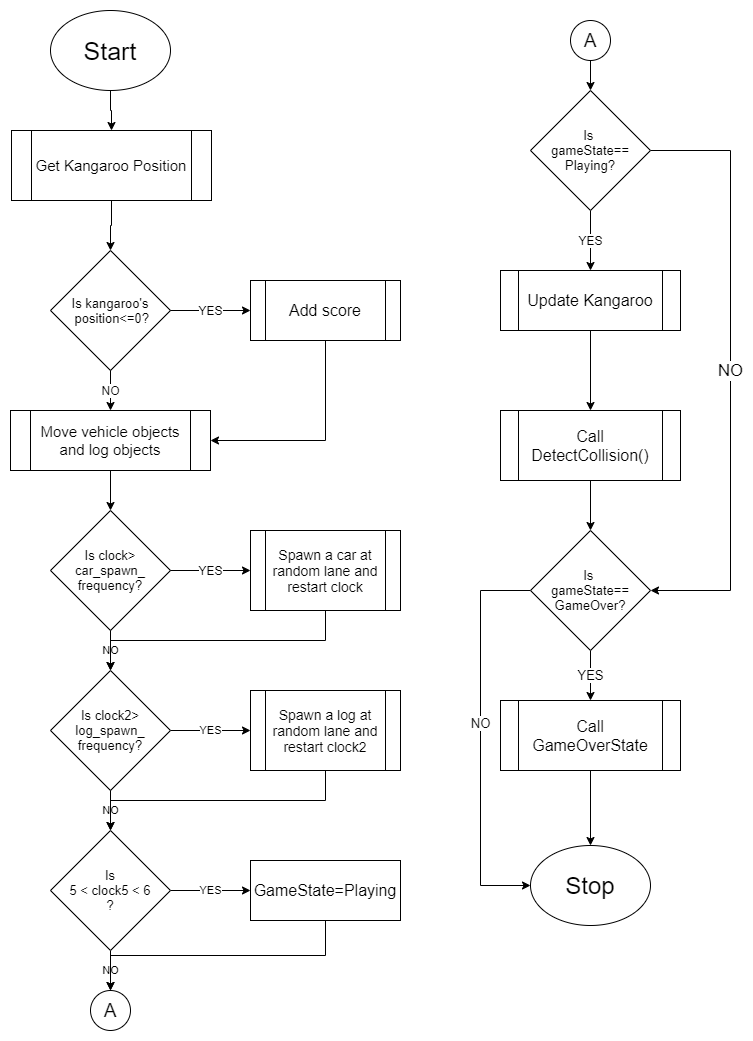 Start
Get Kangaroo Position
Is kangaroo's
position<=0?
YES
Add score
NO
Move vehicle objects
and log objects
Is clock>
car_spawn_
frequency?
YES
Spawn a car at
random lane and
restart clock
NO
Is clock2>
log_spawn_
frequency?
YES
Spawn a log at
random lane and
restart clock2
NO
Is
5 < clock5 < 6
?
YES
GameState=Playing
NO
A
A
Is
gameState==
Playing?
YES
NO
Update Kangaroo
Call
DetectCollision()
Is
gameState==
GameOver?
YES
NO
Call
GameOverState
Stop